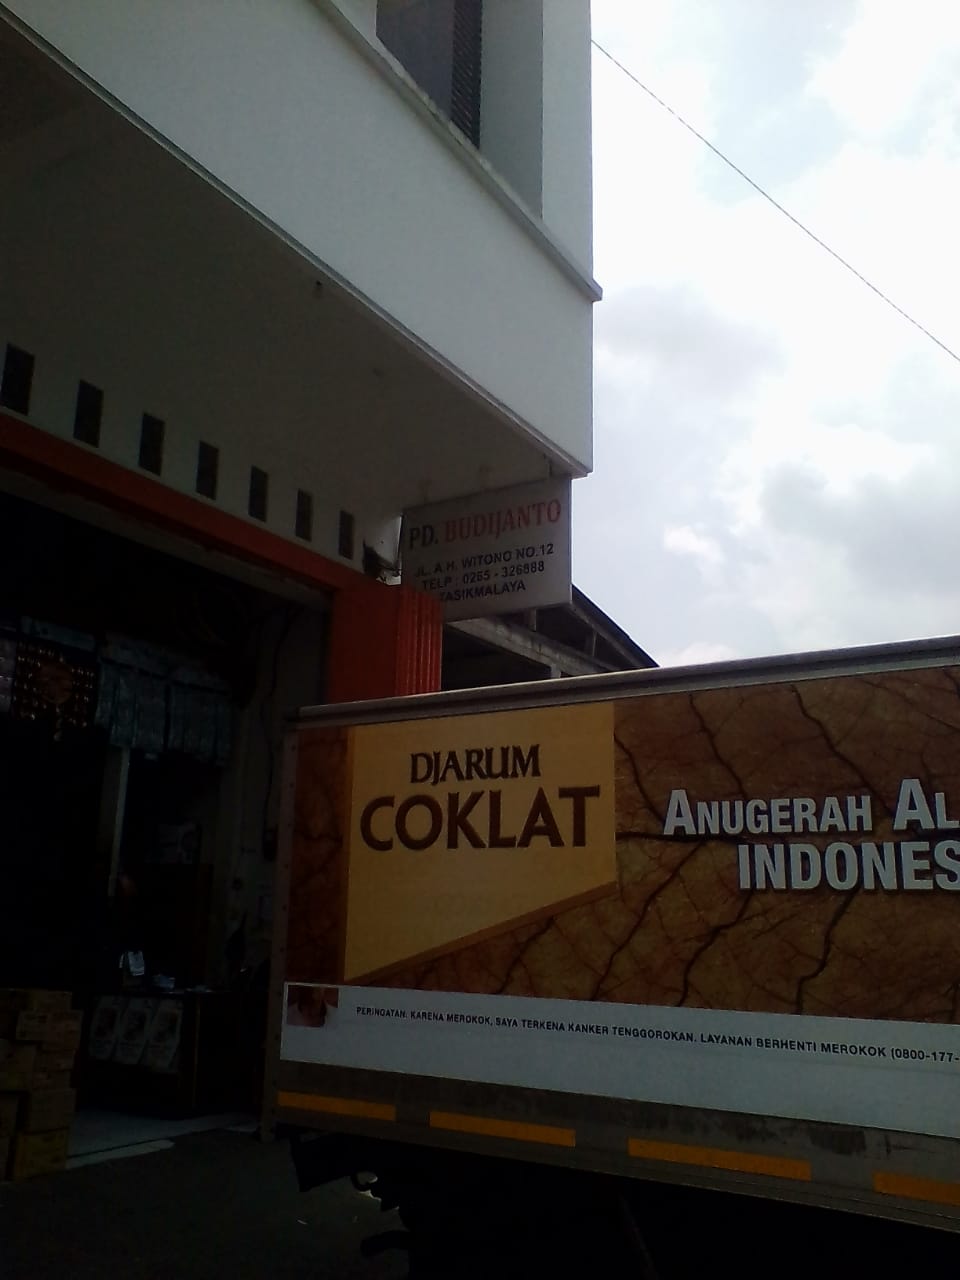 PD. BUDIJANTO
JL. A.H. WITONO NO.12
TELP : 0265 - 326888
TASIKMALAYA
DJARUM
COKLAT
ANUGERAH AL
INDONES
PERINGATAN: KARENA MEROKOK, SAYA TERKENA KANKER TENGGOROKAN. LAYANAN BERHENTI MEROKOK (0800-177-